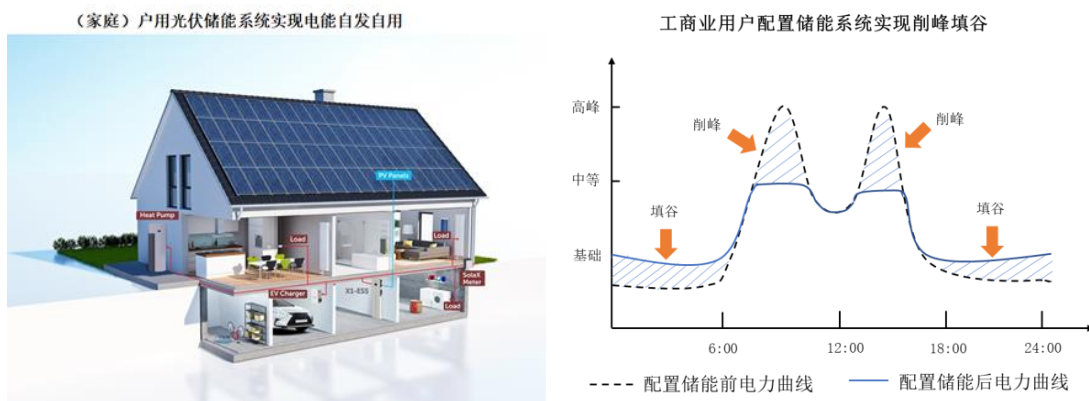 （家庭）户用光伏储能系统实现电能自发自用
PV Panels
Heat Pump
Load
Load
SolaX
Meter
EV Charger
X1-ESS
Load
工商业用户配置储能系统实现削峰填谷
高峰
削峰
削峰
中等
填谷
填谷
基础
6:00
12:00
18:00
24:00
配置储能前电力曲线
配置储能后电力曲线